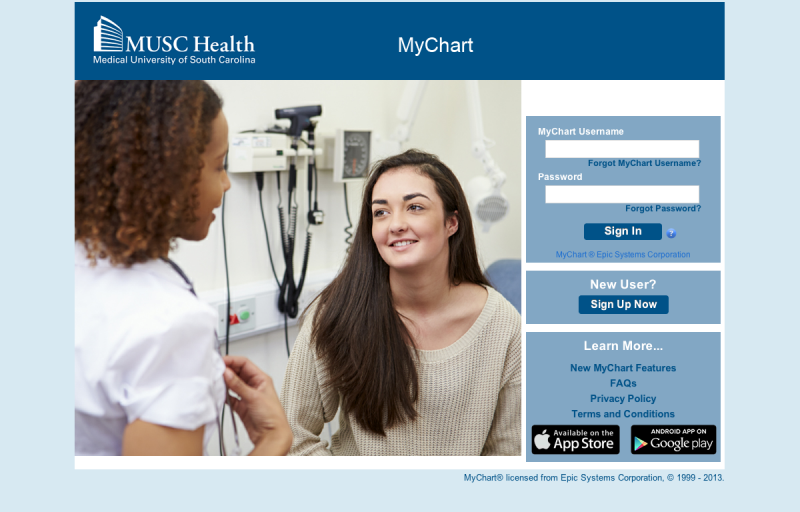 MUSC Health
Medical University of South Carolina
MyChart
MyChart Username
Forgot MyChart Username?
Password
Forgot Password?
Sign In
?
MyChart ® Epic Systems Corporation
New User?
Sign Up Now
Learn More...
New MyChart Features
FAQs
Privacy Policy
Terms and Conditions
Available on the
App Store
ANDROID APP ON
Google play
MyChart® licensed from Epic Systems Corporation, © 1999 - 2013.